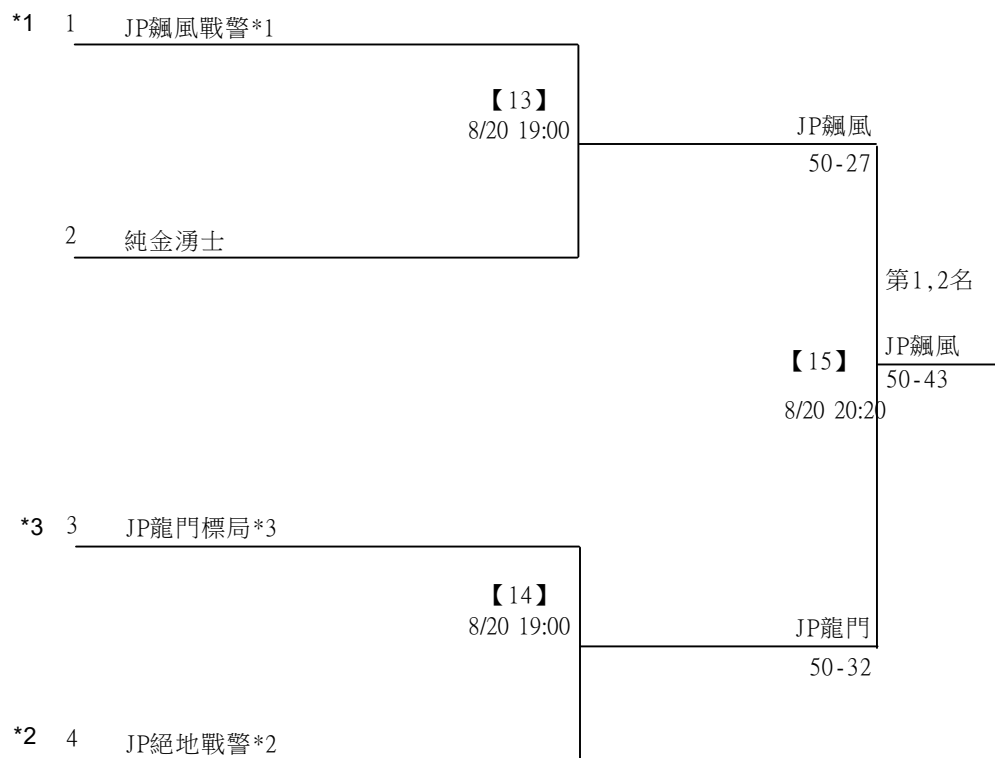 *1 1 JP飆風戰警*1
【13】
8/20 19:00
JP飆風
50-27
2 純金湧士
第1,2名
【15】
JP飆風
50-43
8/20 20:20
*3 3 JP龍門標局*3
【14】
8/20 19:00
JP龍門
50-32
*2 4 JP絕地戰警*2